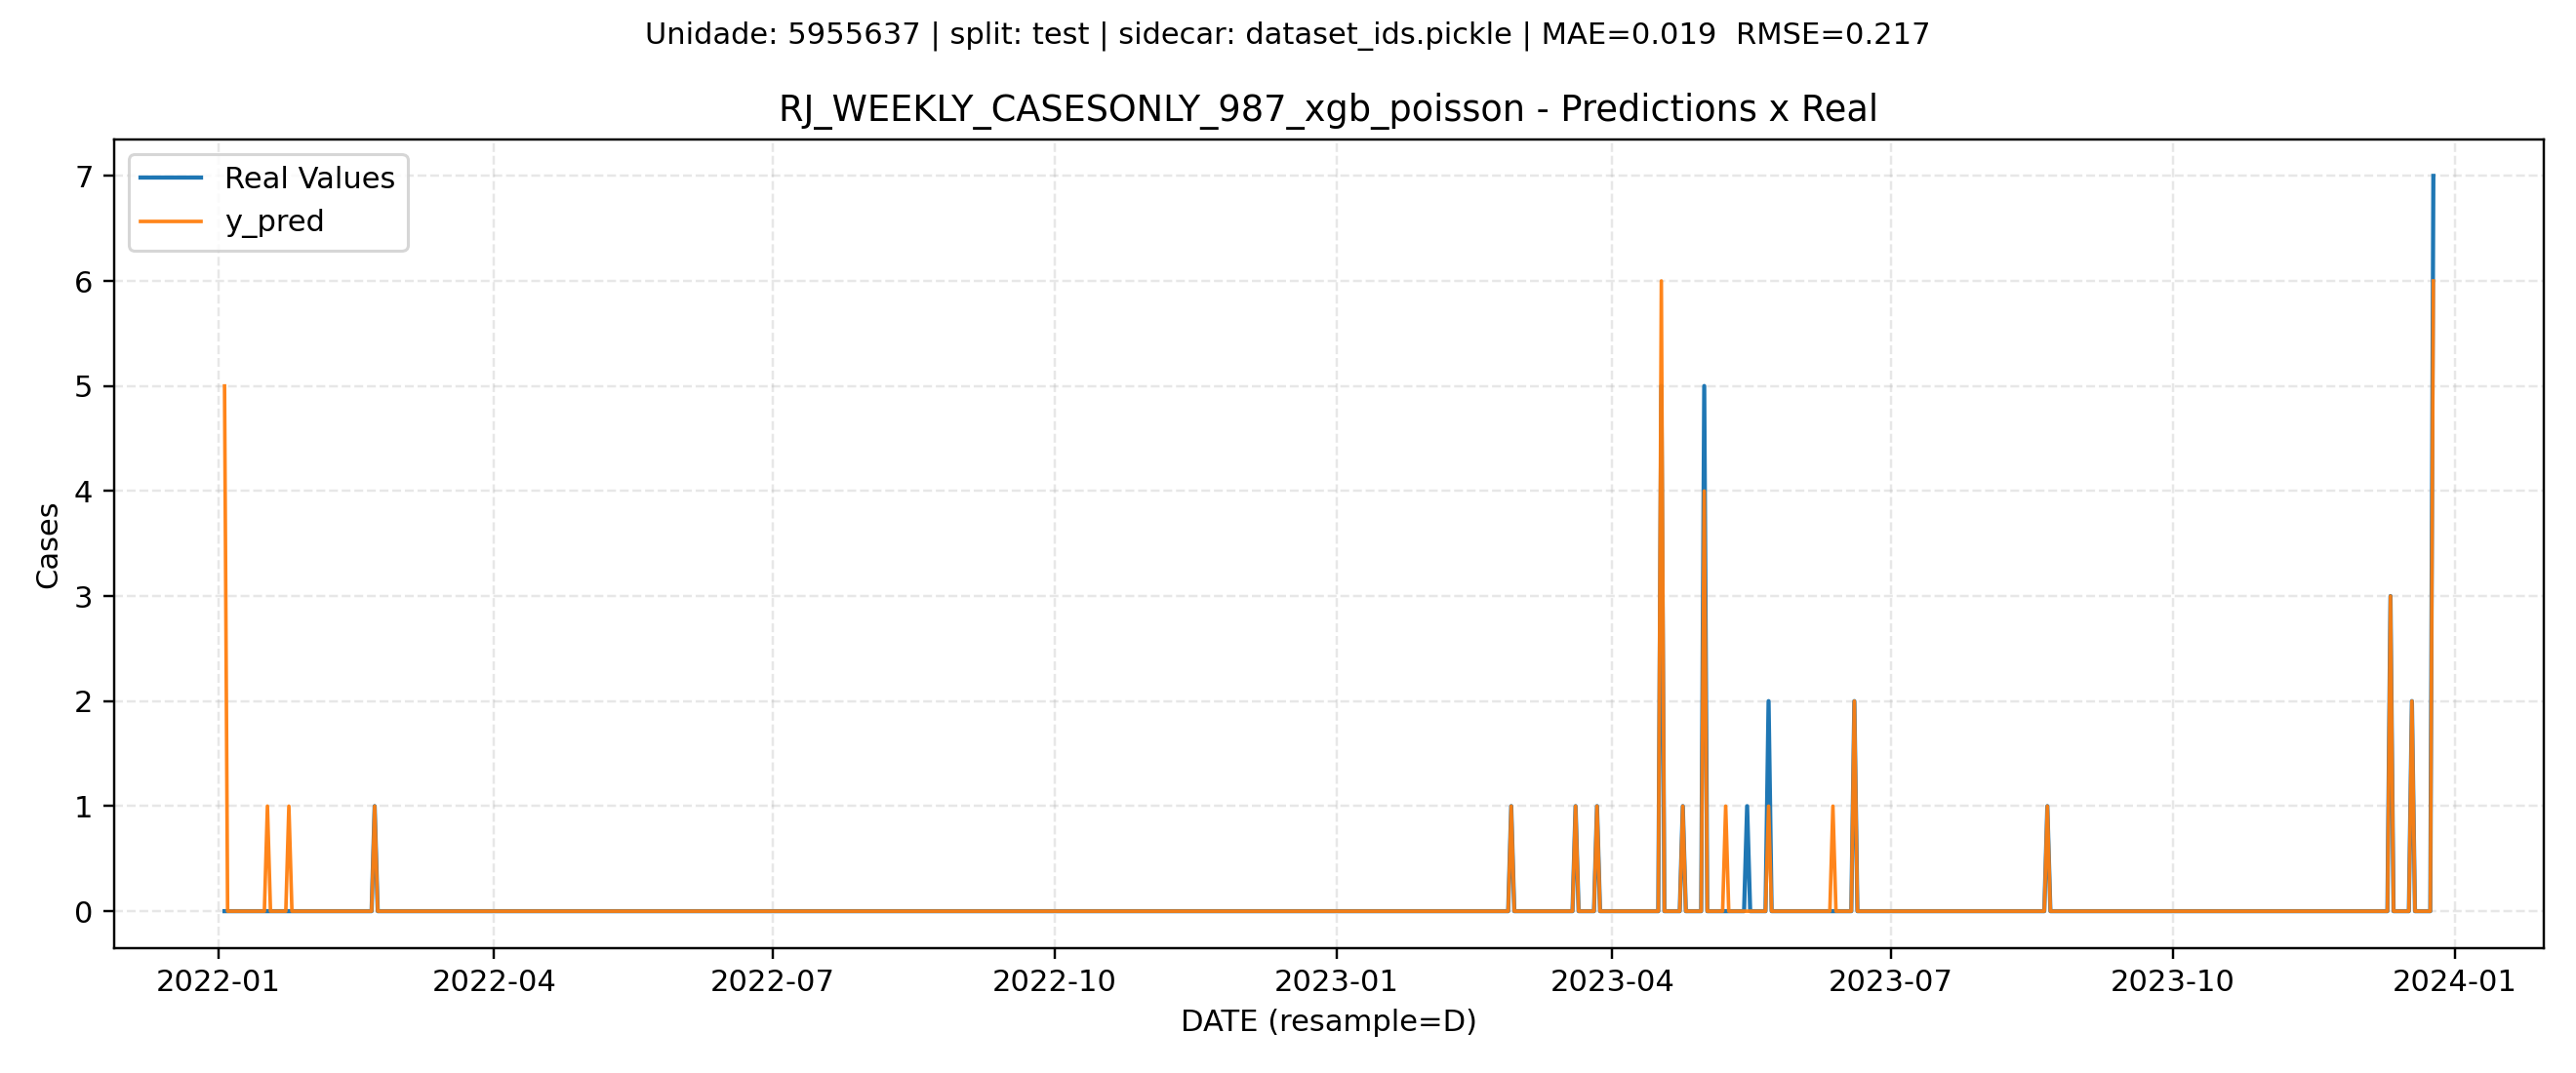 Unidade: 5955637 | split: test | sidecar: dataset_ids.pickle | MAE=0.019  RMSE=0.217
RJ_WEEKLY_CASESONLY_987_xgb_poisson - Predictions x Real
Real Values
y_pred
7
6
5
4
3
2
1
0
Cases
2022-01
2022-04
2022-07
2022-10
2023-01
2023-04
2023-07
2023-10
2024-01
DATE (resample=D)